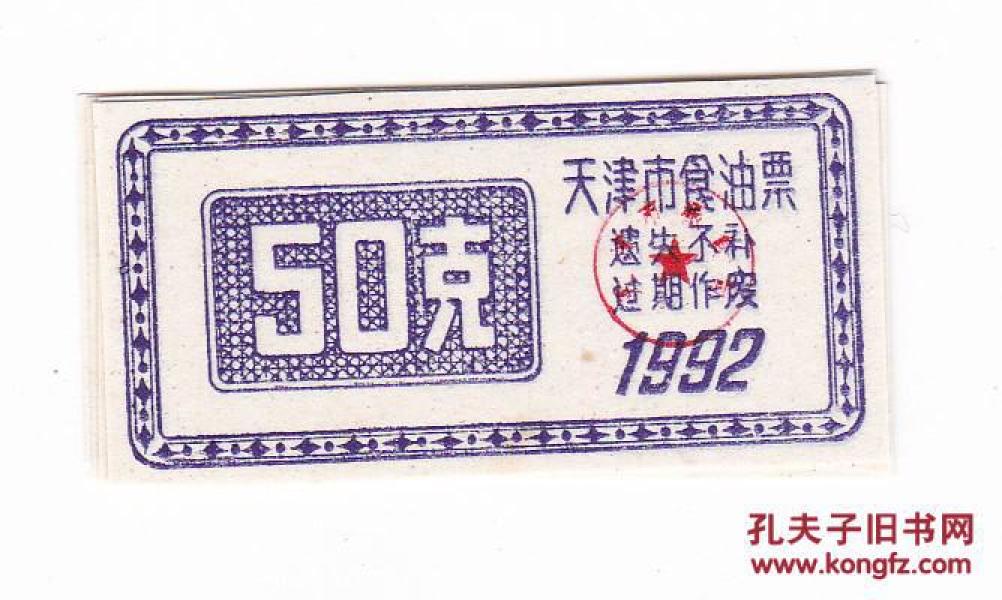 50克
天津市食油票
遗失不补
过期作废
1992
孔夫子旧书网
www.kongfz.com